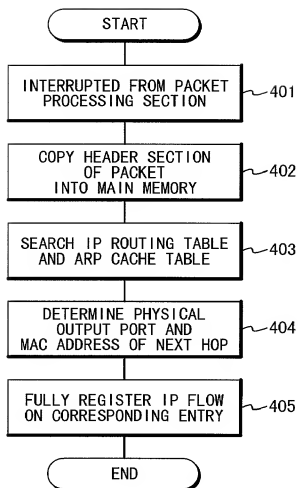 START
INTERRUPTED FROM PACKET
PROCESSING SECTION
401
COPY HEADER SECTION
OF PACKET
INTO MAIN MEMORY
402
SEARCH IP ROUTING TABLE
AND ARP CACHE TABLE
403
DETERMINE PHYSICAL
OUTPUT PORT AND
MAC ADDRESS OF NEXT HOP
404
FULLY REGISTER IP FLOW
ON CORRESPONDING ENTRY
405
END